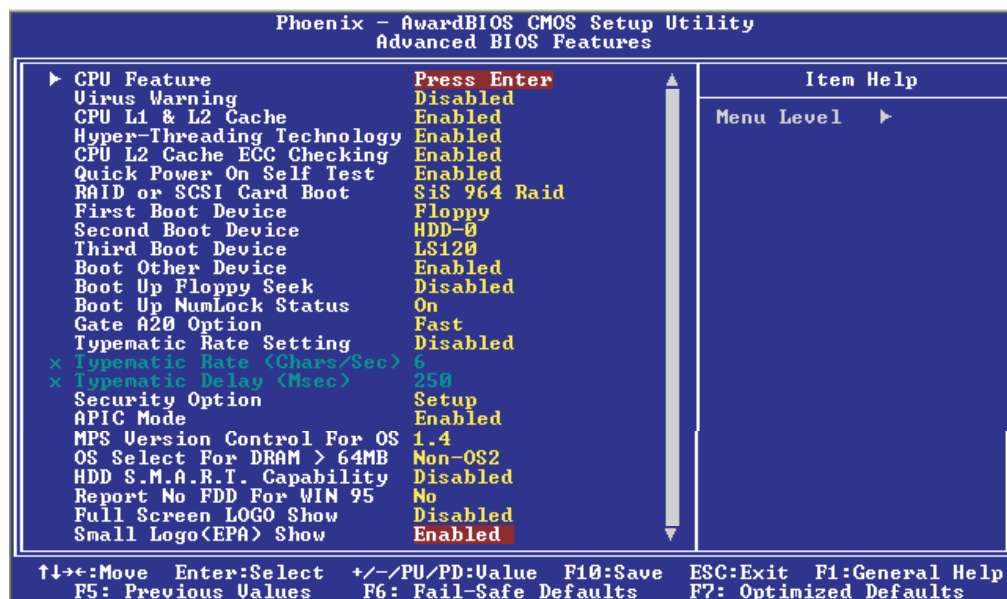 Phoenix - AwardBIOS CMOS Setup Utility
Advanced BIOS Features
► CPU Feature Press Enter
Virus Warning Disabled
CPU L1 & L2 Cache Enabled
Hyper-Threading Technology Enabled
CPU L2 Cache ECC Checking Enabled
Quick Power On Self Test Enabled
RAID or SCSI Card Boot SiS 964 Raid
First Boot Device Floppy
Second Boot Device HDD-0
Third Boot Device LS120
Boot Other Device Enabled
Boot Up Floppy Seek Disabled
Boot Up NumLock Status On
Gate A20 Option Fast
Typematic Rate Setting Disabled
x Typematic Rate (Chars/Sec) 6
x Typematic Delay (Msec) 250
Security Option Setup
APIC Mode Enabled
MPS Version Control For OS 1.4
OS Select For DRAM > 64MB Non-OS2
HDD S.M.A.R.T. Capability Disabled
Report No FDD For WIN 95 No
Full Screen LOGO Show Disabled
Small Logo(EPA) Show Enabled
Item Help
Menu Level ►
↑↓→←:Move Enter:Select +/-/PU/PD:Value F10:Save ESC:Exit F1:General Help
F5: Previous Values F6: Fail-Safe Defaults F7: Optimized Defaults